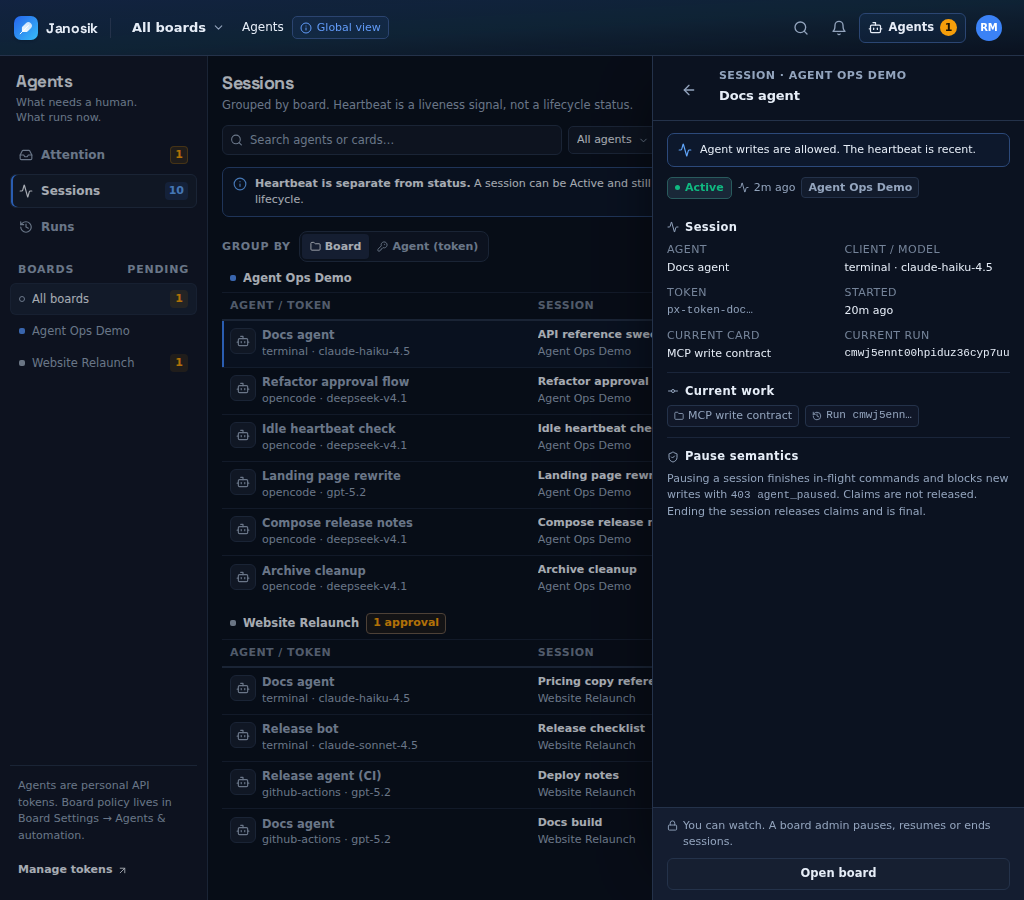 Janosik
All boards
Agents
Global view
Agents 1
RM
Agents
What needs a human.
What runs now.
Attention 1
Sessions 10
Runs
BOARDS PENDING
All boards 1
Agent Ops Demo
Website Relaunch 1
Agents are personal API
tokens. Board policy lives in
Board Settings → Agents &
automation.
Manage tokens
Sessions
Grouped by board. Heartbeat is a liveness signal, not a lifecycle status.
Search agents or cards…
All agents
Heartbeat is separate from status. A session can be Active and still
lifecycle.
GROUP BY Board Agent (token)
Agent Ops Demo
AGENT / TOKEN SESSION
Docs agent API reference swe
terminal · claude-haiku-4.5 Agent Ops Demo
Refactor approval flow Refactor approval
opencode · deepseek-v4.1 Agent Ops Demo
Idle heartbeat check Idle heartbeat che
opencode · deepseek-v4.1 Agent Ops Demo
Landing page rewrite Landing page rewr
opencode · gpt-5.2 Agent Ops Demo
Compose release notes Compose release n
opencode · deepseek-v4.1 Agent Ops Demo
Archive cleanup Archive cleanup
opencode · deepseek-v4.1 Agent Ops Demo
Website Relaunch 1 approval
AGENT / TOKEN SESSION
Docs agent Pricing copy refere
terminal · claude-haiku-4.5 Website Relaunch
Release bot Release checklist
terminal · claude-sonnet-4.5 Website Relaunch
Release agent (CI) Deploy notes
github-actions · gpt-5.2 Website Relaunch
Docs agent Docs build
github-actions · gpt-5.2 Website Relaunch
SESSION · AGENT OPS DEMO
Docs agent
Agent writes are allowed. The heartbeat is recent.
Active 2m ago Agent Ops Demo
Session
AGENT CLIENT / MODEL
Docs agent terminal · claude-haiku-4.5
TOKEN STARTED
px-token-doc… 20m ago
CURRENT CARD CURRENT RUN
MCP write contract cmwj5ennt00hpiduz36cyp7uu
Current work
MCP write contract Run cmwj5enn…
Pause semantics
Pausing a session finishes in-flight commands and blocks new
writes with 403 agent_paused. Claims are not released.
Ending the session releases claims and is final.
You can watch. A board admin pauses, resumes or ends
sessions.
Open board